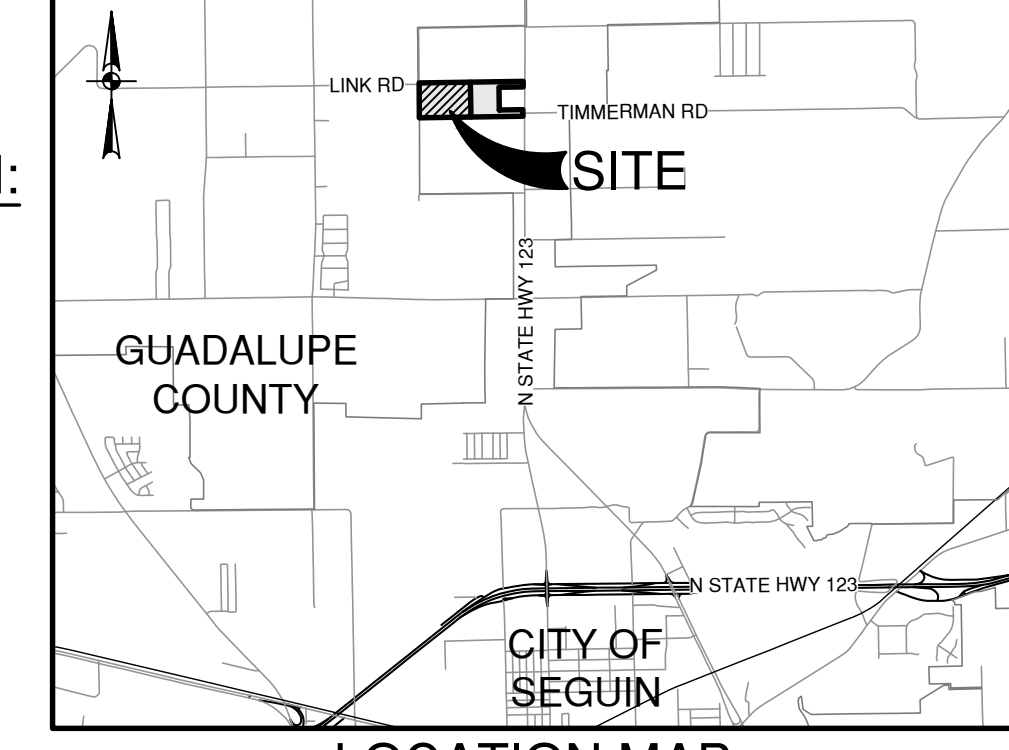 LINK RD
TIMMERMAN RD
SITE
N STATE HWY 123
GUADALUPE
COUNTY
N STATE HWY 123
CITY OF
SEGUIN
LOCATION MAP